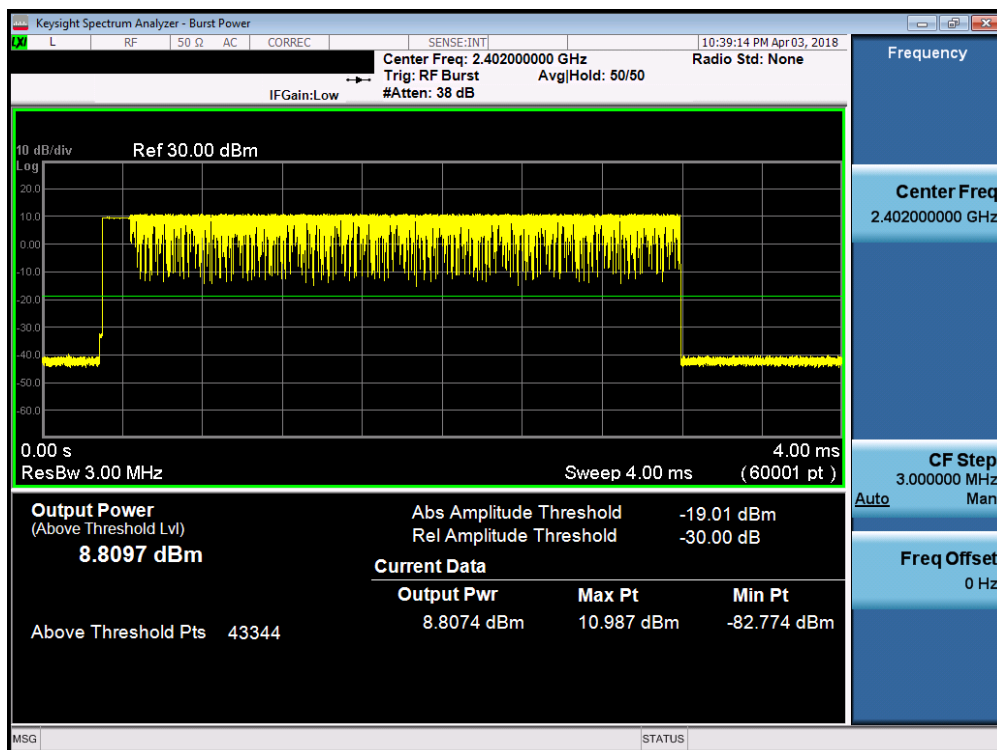 Keysight Spectrum Analyzer - Burst Power
LXI L RF 50 Ω AC CORREC SENSE:INT 10:39:14 PM Apr 03, 2018
Center Freq: 2.402000000 GHz Radio Std: None
Trig: RF Burst Avg|Hold: 50/50
IFGain:Low #Atten: 38 dB
10 dB/div Ref 30.00 dBm
Log
20.0
10.0
0.00
-10.0
-20.0
-30.0
-40.0
-50.0
-60.0
0.00 s 4.00 ms
ResBw 3.00 MHz Sweep 4.00 ms (60001 pt )
Output Power
(Above Threshold Lvl)
8.8097 dBm
Above Threshold Pts 43344
Abs Amplitude Threshold -19.01 dBm
Rel Amplitude Threshold -30.00 dB
Current Data
Output Pwr Max Pt Min Pt
8.8074 dBm 10.987 dBm -82.774 dBm
Frequency
Center Freq
2.402000000 GHz
CF Step
3.000000 MHz
Auto Man
Freq Offset
0 Hz
MSG STATUS